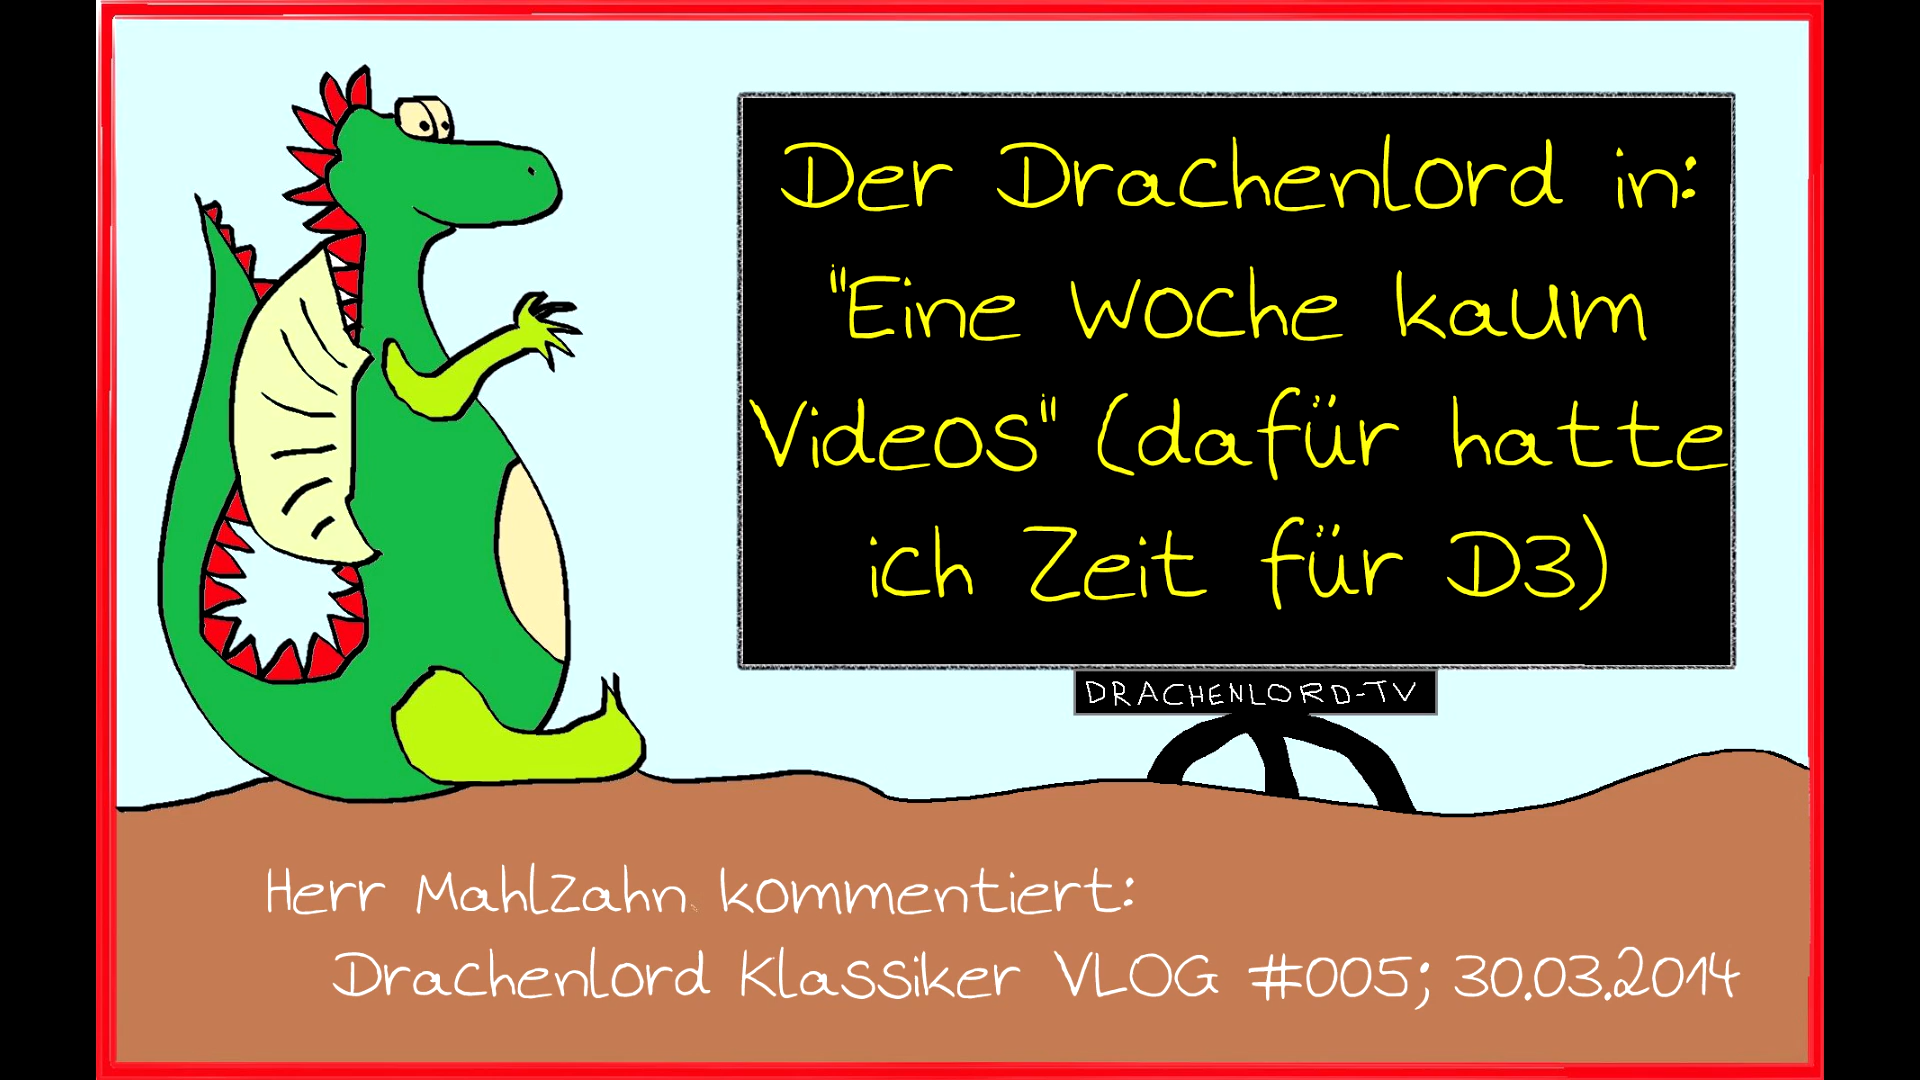 Der Drachenlord in:
"Eine Woche kaum
Videos" (dafür hatte
ich Zeit für D3)
DRACHENLORD-TV
Herr Mahlzahn kommentiert:
Drachenlord Klassiker VLOG #005; 30.03.2014